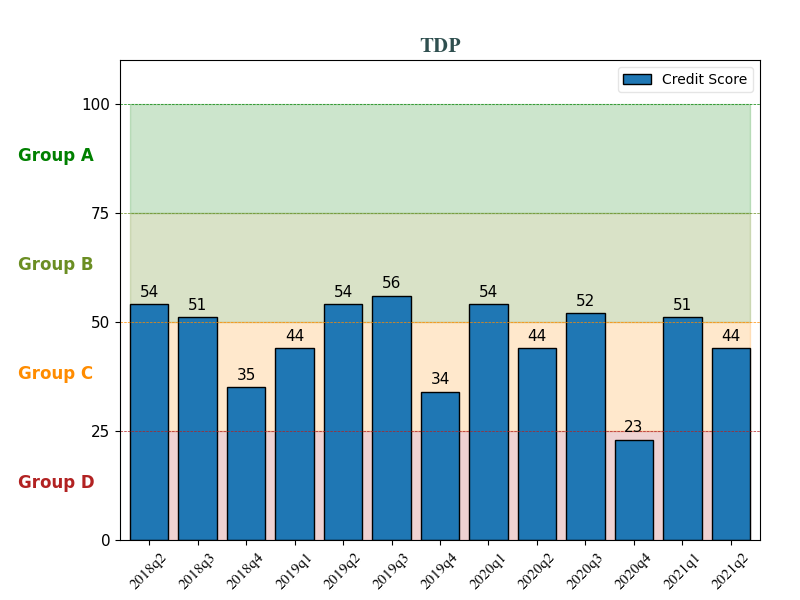 TDP
Credit Score
100
Group A
75
Group B
50
Group C
25
Group D
0
54
51
35
44
54
56
34
54
44
52
23
51
44
2018q2
2018q3
2018q4
2019q1
2019q2
2019q3
2019q4
2020q1
2020q2
2020q3
2020q4
2021q1
2021q2